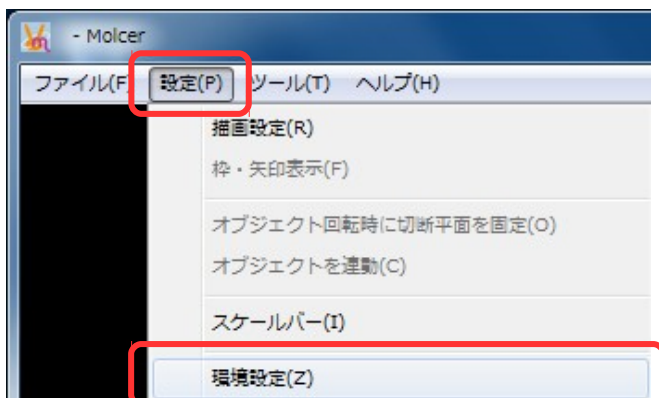 - Molcer
ファイル(F) 設定(P) ツール(T) ヘルプ(H)
描画設定(R)
枠・矢印表示(F)
オブジェクト回転時に切断平面を固定(O)
オブジェクトを連動(C)
スケールバー(I)
環境設定(Z)